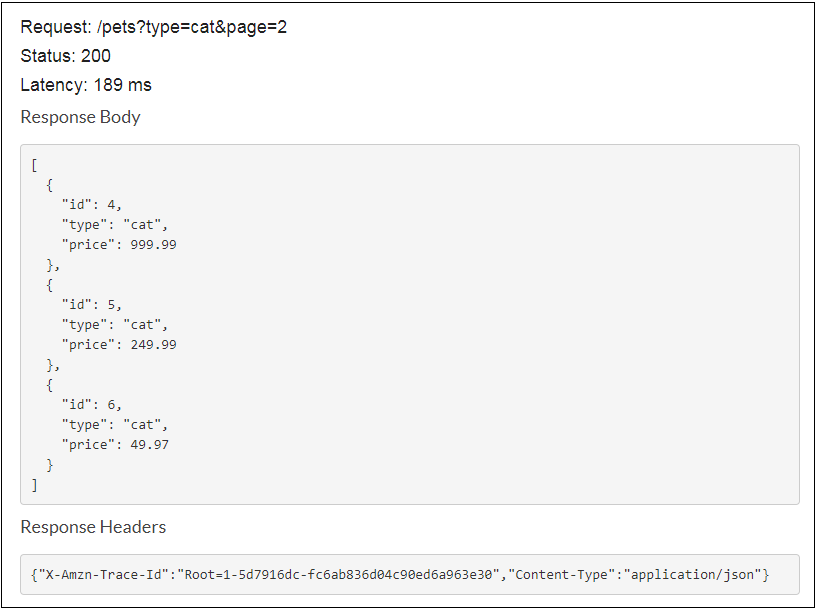 Request: /pets?type=cat&page=2
Status: 200
Latency: 189 ms
Response Body
[
  {
    "id": 4,
    "type": "cat",
    "price": 999.99
  },
  {
    "id": 5,
    "type": "cat",
    "price": 249.99
  },
  {
    "id": 6,
    "type": "cat",
    "price": 49.97
  }
]
Response Headers
{"X-Amzn-Trace-Id":"Root=1-5d7916dc-fc6ab836d04c90ed6a963e30","Content-Type":"application/json"}